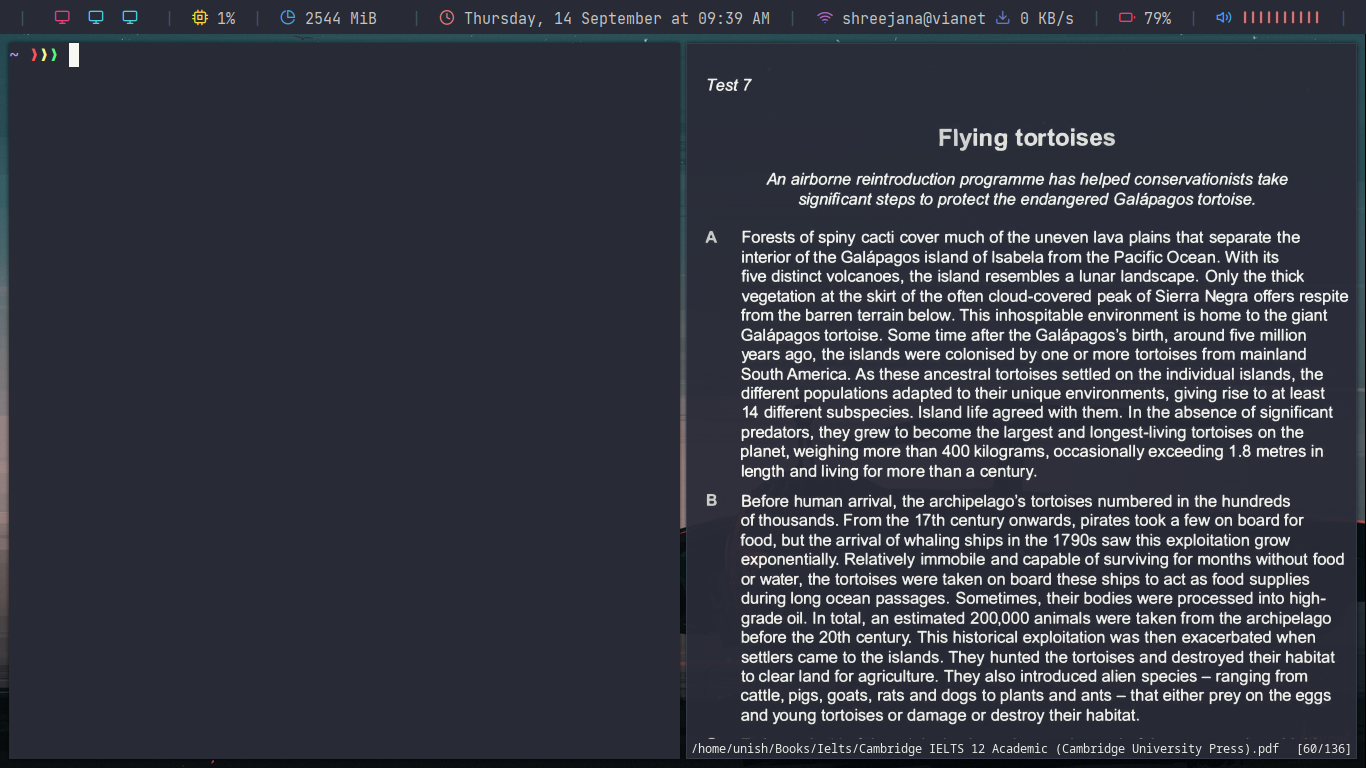 1% 2544 MiB Thursday, 14 September at 09:39 AM shreejana@vianet 0 KB/s 79%
~ ❯❯❯
Test 7
Flying tortoises
An airborne reintroduction programme has helped conservationists take
significant steps to protect the endangered Galápagos tortoise.
A Forests of spiny cacti cover much of the uneven lava plains that separate the
interior of the Galápagos island of Isabela from the Pacific Ocean. With its
five distinct volcanoes, the island resembles a lunar landscape. Only the thick
vegetation at the skirt of the often cloud-covered peak of Sierra Negra offers respite
from the barren terrain below. This inhospitable environment is home to the giant
Galápagos tortoise. Some time after the Galápagos's birth, around five million
years ago, the islands were colonised by one or more tortoises from mainland
South America. As these ancestral tortoises settled on the individual islands, the
different populations adapted to their unique environments, giving rise to at least
14 different subspecies. Island life agreed with them. In the absence of significant
predators, they grew to become the largest and longest-living tortoises on the
planet, weighing more than 400 kilograms, occasionally exceeding 1.8 metres in
length and living for more than a century.
B Before human arrival, the archipelago's tortoises numbered in the hundreds
of thousands. From the 17th century onwards, pirates took a few on board for
food, but the arrival of whaling ships in the 1790s saw this exploitation grow
exponentially. Relatively immobile and capable of surviving for months without food
or water, the tortoises were taken on board these ships to act as food supplies
during long ocean passages. Sometimes, their bodies were processed into high-
grade oil. In total, an estimated 200,000 animals were taken from the archipelago
before the 20th century. This historical exploitation was then exacerbated when
settlers came to the islands. They hunted the tortoises and destroyed their habitat
to clear land for agriculture. They also introduced alien species – ranging from
cattle, pigs, goats, rats and dogs to plants and ants – that either prey on the eggs
and young tortoises or damage or destroy their habitat.
/home/unish/Books/Ielts/Cambridge IELTS 12 Academic (Cambridge University Press).pdf [60/136]